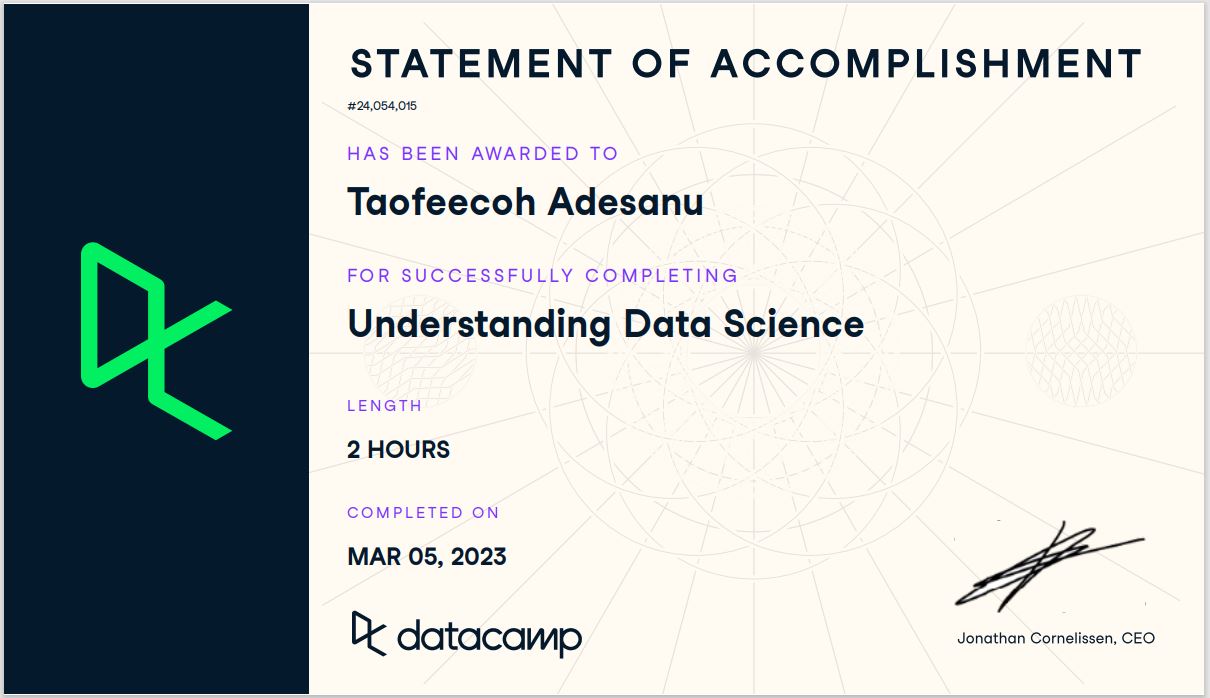 STATEMENT OF ACCOMPLISHMENT
#24,054,015
HAS BEEN AWARDED TO
Taofeecoh Adesanu
FOR SUCCESSFULLY COMPLETING
Understanding Data Science
LENGTH
2 HOURS
COMPLETED ON
MAR 05, 2023
datacamp
Jonathan Cornelissen, CEO